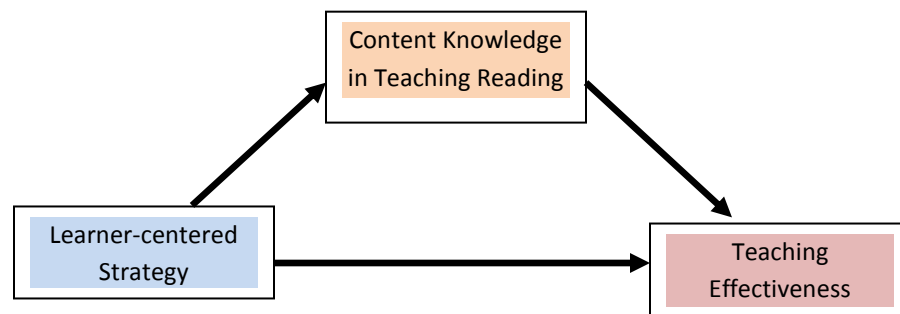 Content Knowledge
in Teaching Reading
Learner-centered
Strategy
Teaching
Effectiveness